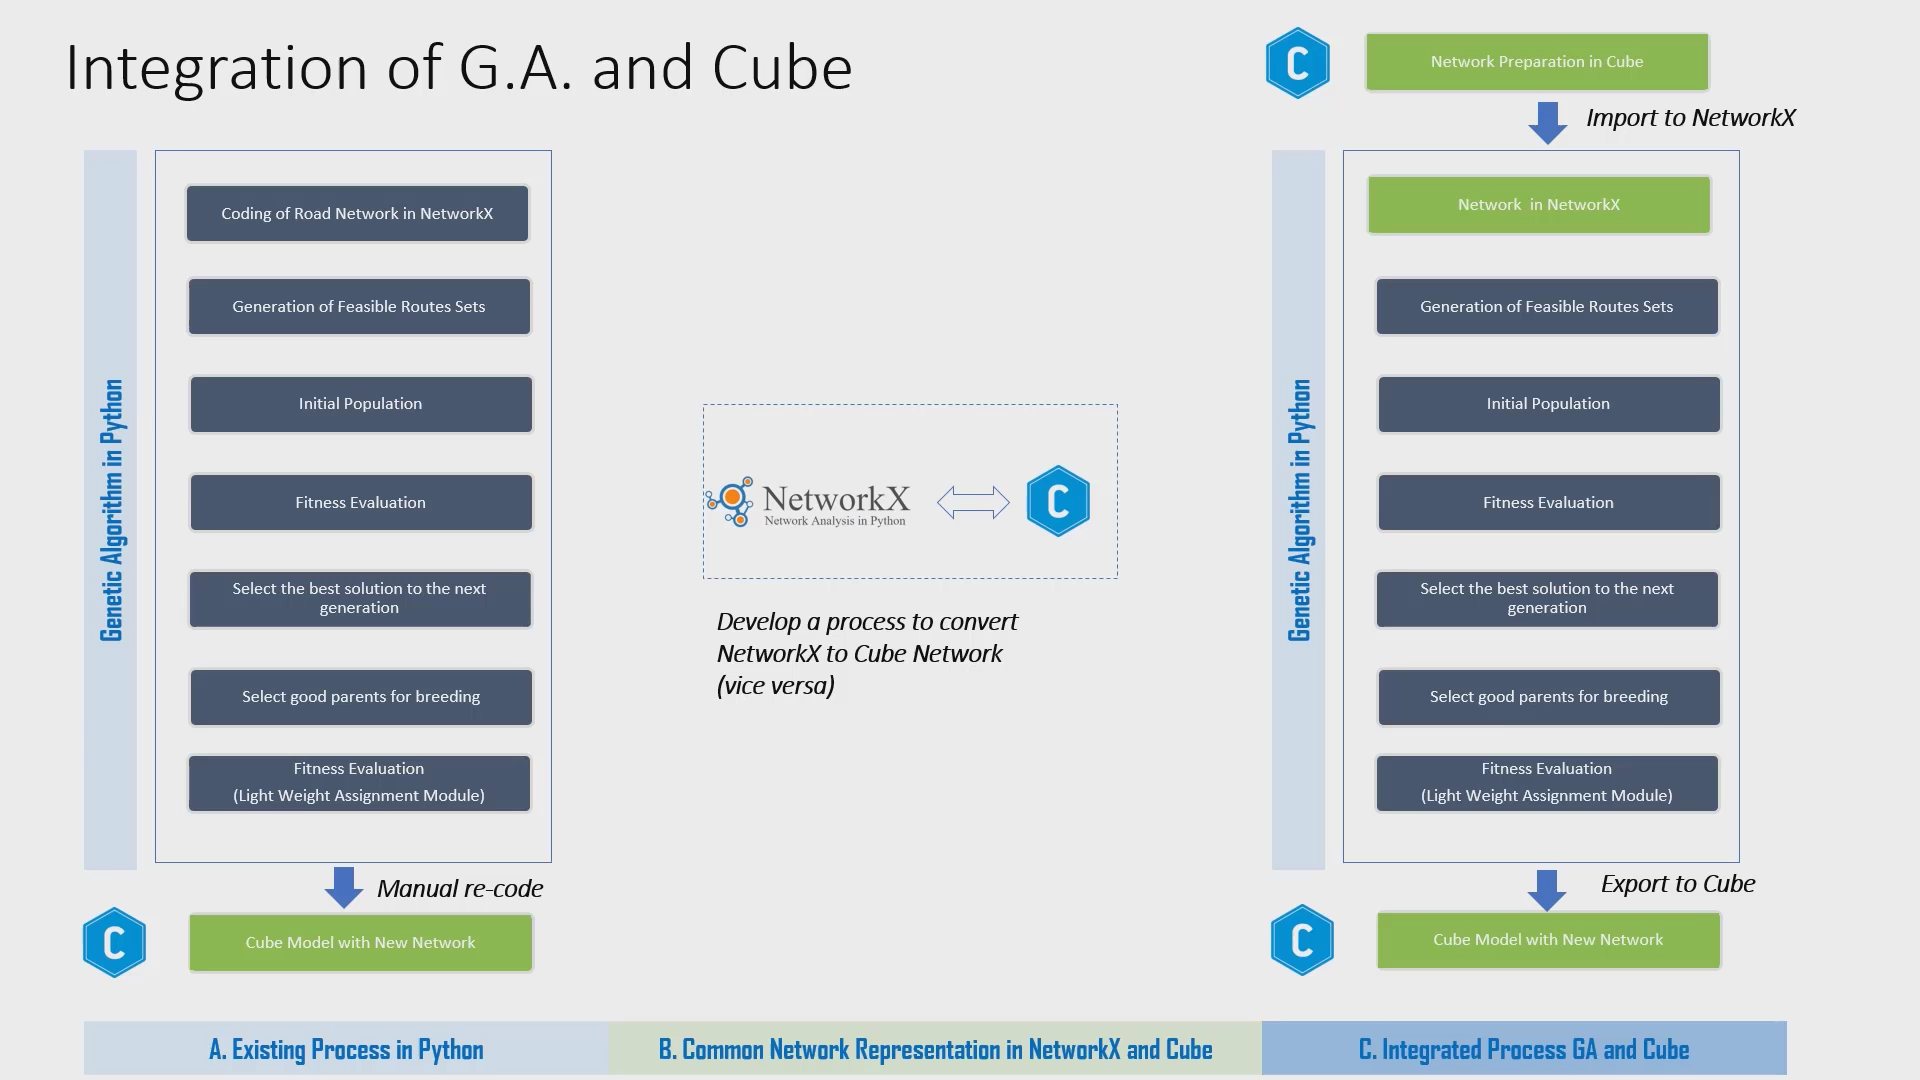 Integration of G.A. and Cube
Genetic Algorithm in Python
Coding of Road Network in NetworkX
Generation of Feasible Routes Sets
Initial Population
Fitness Evaluation
Select the best solution to the next
generation
Select good parents for breeding
Fitness Evaluation
(Light Weight Assignment Module)
Manual re-code
C
Cube Model with New Network
NetworkX
Network Analysis in Python
C
Develop a process to convert
NetworkX to Cube Network
(vice versa)
C
Network Preparation in Cube
Import to NetworkX
Genetic Algorithm in Python
Network in NetworkX
Generation of Feasible Routes Sets
Initial Population
Fitness Evaluation
Select the best solution to the next
generation
Select good parents for breeding
Fitness Evaluation
(Light Weight Assignment Module)
Export to Cube
C
Cube Model with New Network
A. Existing Process in Python
B. Common Network Representation in NetworkX and Cube
C. Integrated Process GA and Cube